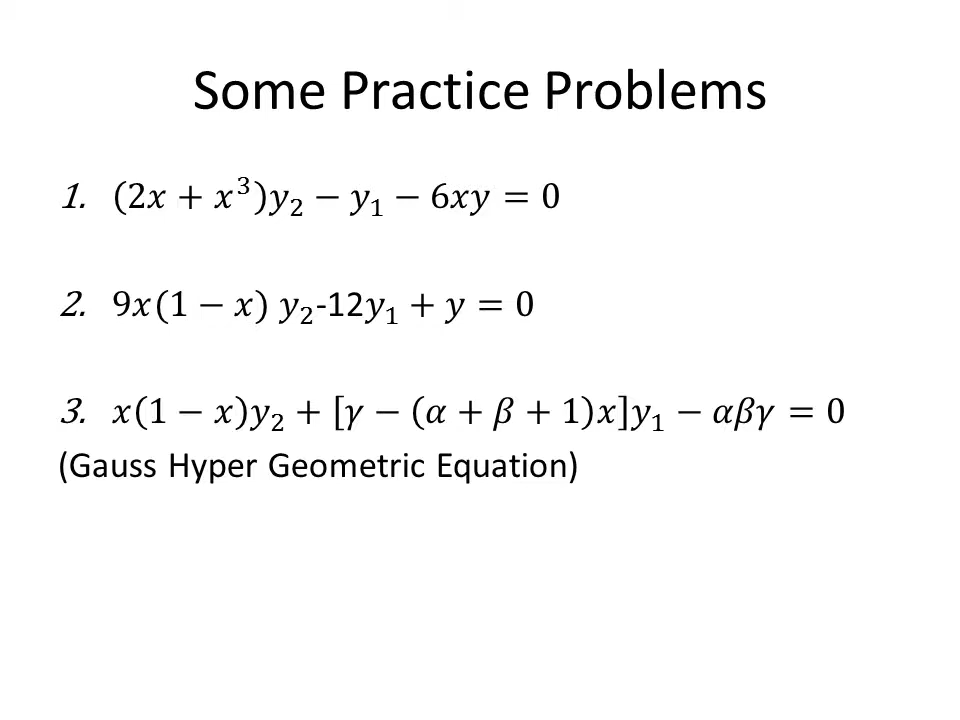 Some Practice Problems
1. (2x + x³)y₂ − y₁ − 6xy = 0
2. 9x(1 − x) y₂-12y₁ + y = 0
3. x(1 − x)y₂ + [γ − (α + β + 1)x]y₁ − αβγ = 0
(Gauss Hyper Geometric Equation)